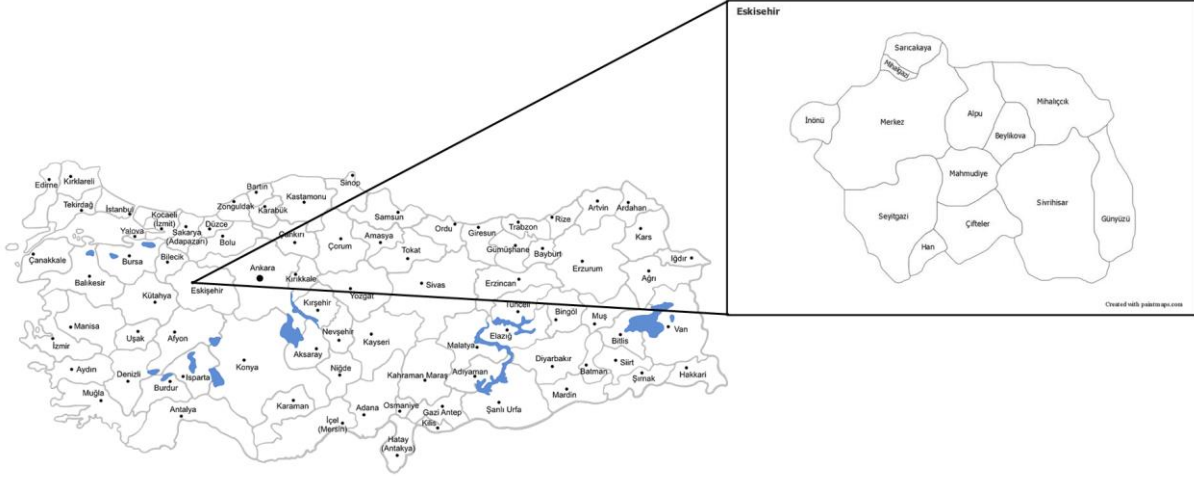 Eskisehir
Sarıcakaya
Mihalgazi
Mihalıççık
İnönü
Merkez
Alpu
Beylikova
Mahmudiye
Seyitgazi
Sivrihisar
Günyüzü
Çifteler
Han
Created with paintmaps.com
Edirne
Kırklareli
Tekirdağ
İstanbul
Kocaeli
(İzmit)
Yalova
Sakarya
(Adapazarı)
Düzce
Bolu
Zonguldak
Bartın
Karabük
Kastamonu
Sinop
Çankırı
Samsun
Çorum
Amasya
Tokat
Ordu
Giresun
Trabzon
Rize
Artvin
Ardahan
Gümüşhane
Bayburt
Kars
Iğdır
Erzurum
Ağrı
Çanakkale
Bursa
Bilecik
Balıkesir
Eskişehir
Ankara
Kırıkkale
Yozgat
Sivas
Erzincan
Kütahya
Kırşehir
Tunceli
Bingöl
Muş
Van
Manisa
İzmir
Uşak
Afyon
Nevşehir
Kayseri
Elazığ
Bitlis
Malatya
Aksaray
Konya
Diyarbakır
Siirt
Batman
Aydın
Denizli
Isparta
Burdur
Niğde
Kahraman Maraş
Adıyaman
Şırnak
Hakkari
Mardin
Muğla
Antalya
Karaman
İçel
(Mersin)
Adana
Osmaniye
Gazi Antep
Kilis
Şanlı Urfa
Hatay
(Antakya)